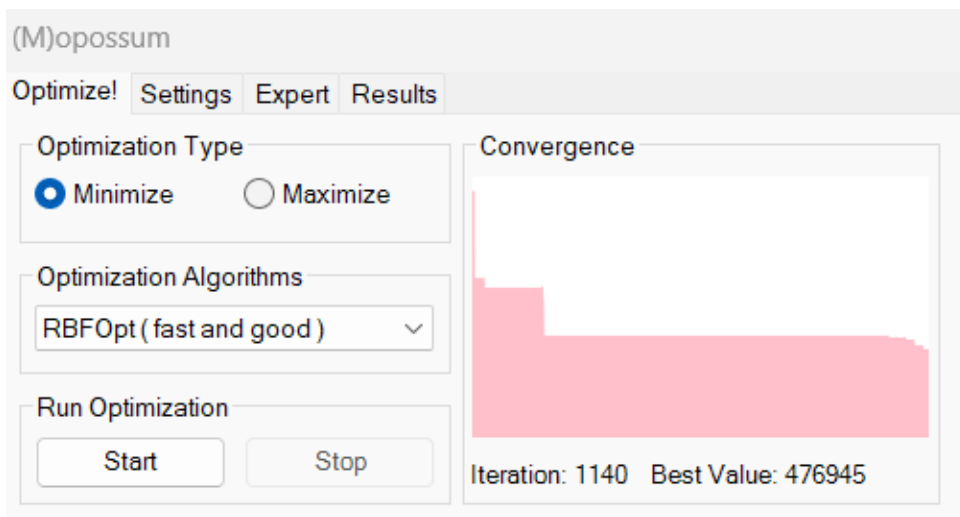 (M)opossum
Optimize! Settings Expert Results
Optimization Type
Minimize Maximize
Optimization Algorithms
RBFOpt ( fast and good )
Run Optimization
Start Stop
Convergence
Iteration: 1140 Best Value: 476945